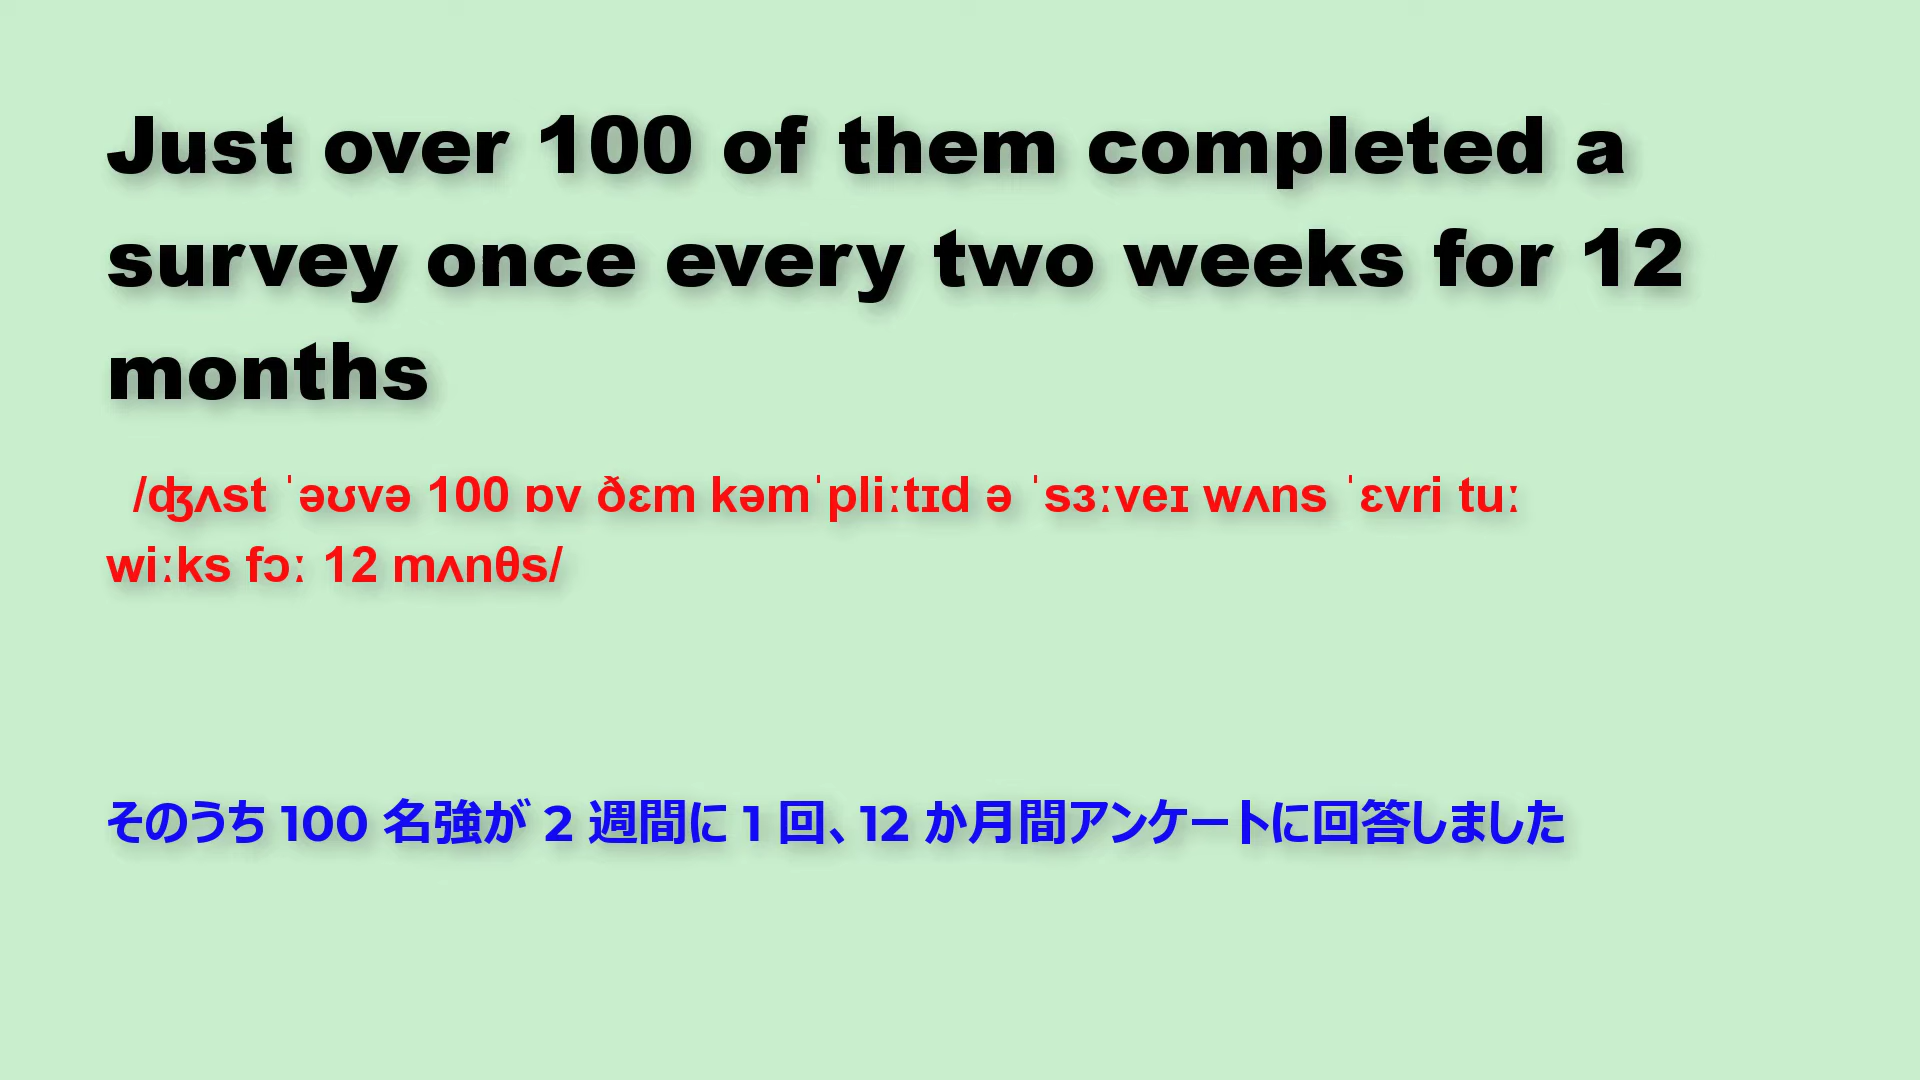 Just over 100 of them completed a
survey once every two weeks for 12
months
/ʤʌst ˈəʊvə 100 ɒv ðɛm kəmˈpliːtɪd ə ˈsɜːveɪ wʌns ˈɛvri tuː
wiːks fɔː 12 mʌnθs/
そのうち 100 名強が 2 週間に 1 回、12 か月間アンケートに回答しました